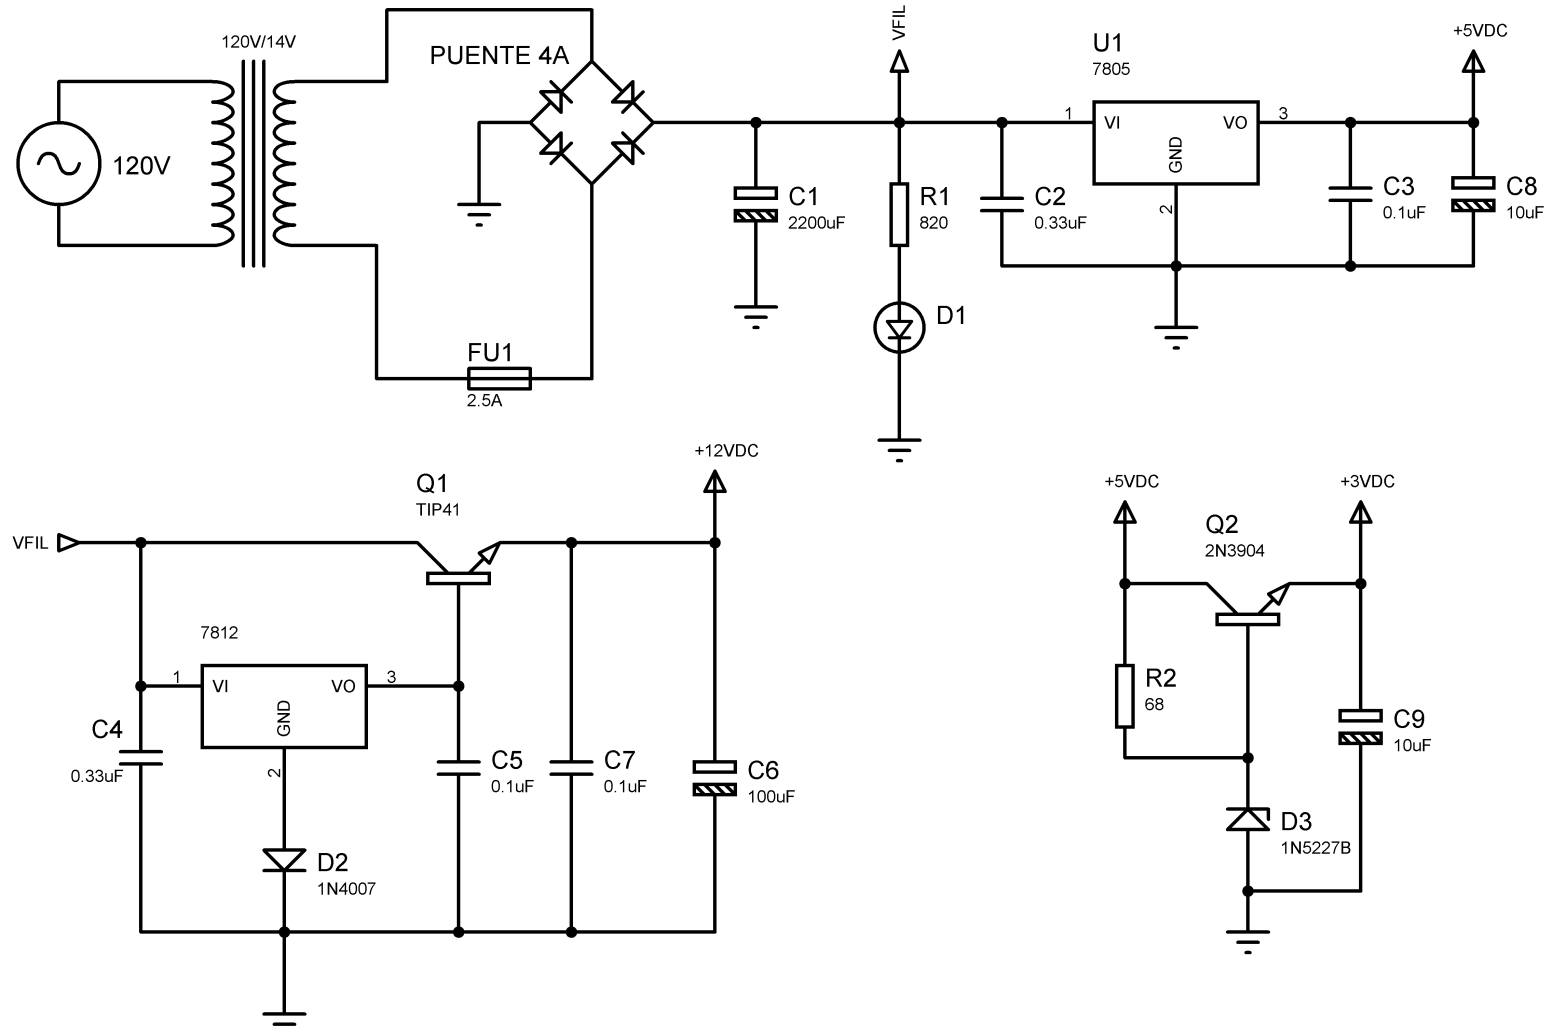 120V/14V
PUENTE 4A
120V
FU1
2.5A
C1
2200uF
VFIL
R1
820
D1
C2
0.33uF
U1
7805
1
VI
VO
3
GND
2
C3
0.1uF
+5VDC
C8
10uF
VFIL
Q1
TIP41
+12VDC
7812
1
VI
VO
3
GND
2
C4
0.33uF
D2
1N4007
C5
0.1uF
C7
0.1uF
C6
100uF
+5VDC
Q2
2N3904
+3VDC
R2
68
D3
1N5227B
C9
10uF